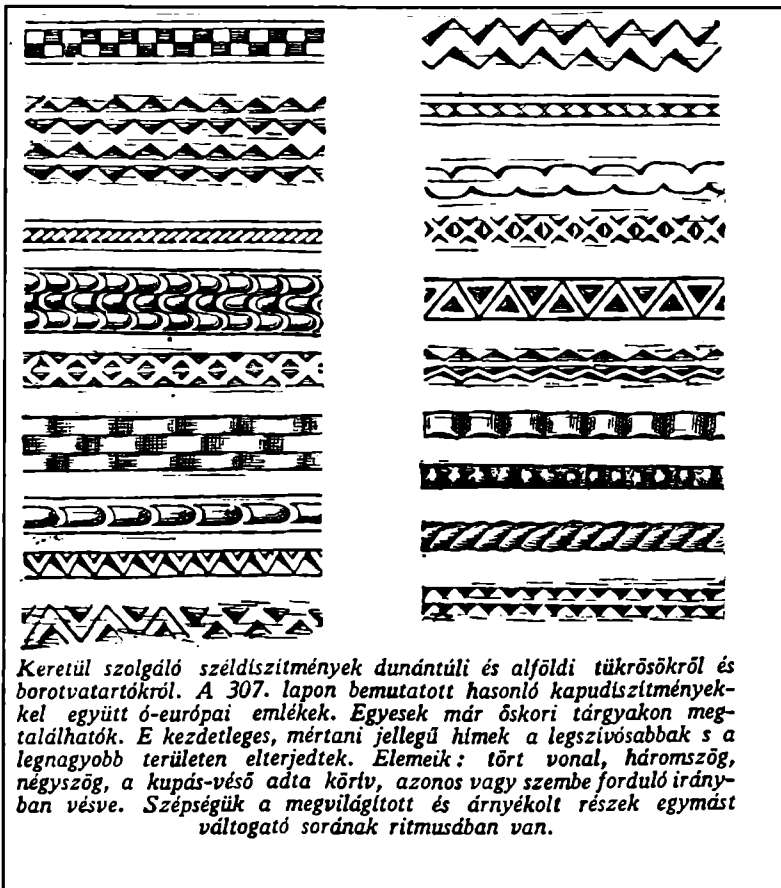 Keretül szolgáló széldiszítmények dunántúli és alföldi tükrösökről és
borotvatartókról. A 307. lapon bemutatott hasonló kapudiszítmények-
kel együtt ó-európai emlékek. Egyesek már őskori tárgyakon meg-
találhatók. E kezdetleges, mértani jellegű hímek a legszívósabbak s a
legnagyobb területen elterjedtek. Elemeik: tört vonal, háromszög,
négyszög, a kupás-véső adta körív, azonos vagy szembe forduló irány-
ban vésve. Szépségük a megvilágított és árnyékolt részek egymást
váltogató sorának ritmusában van.